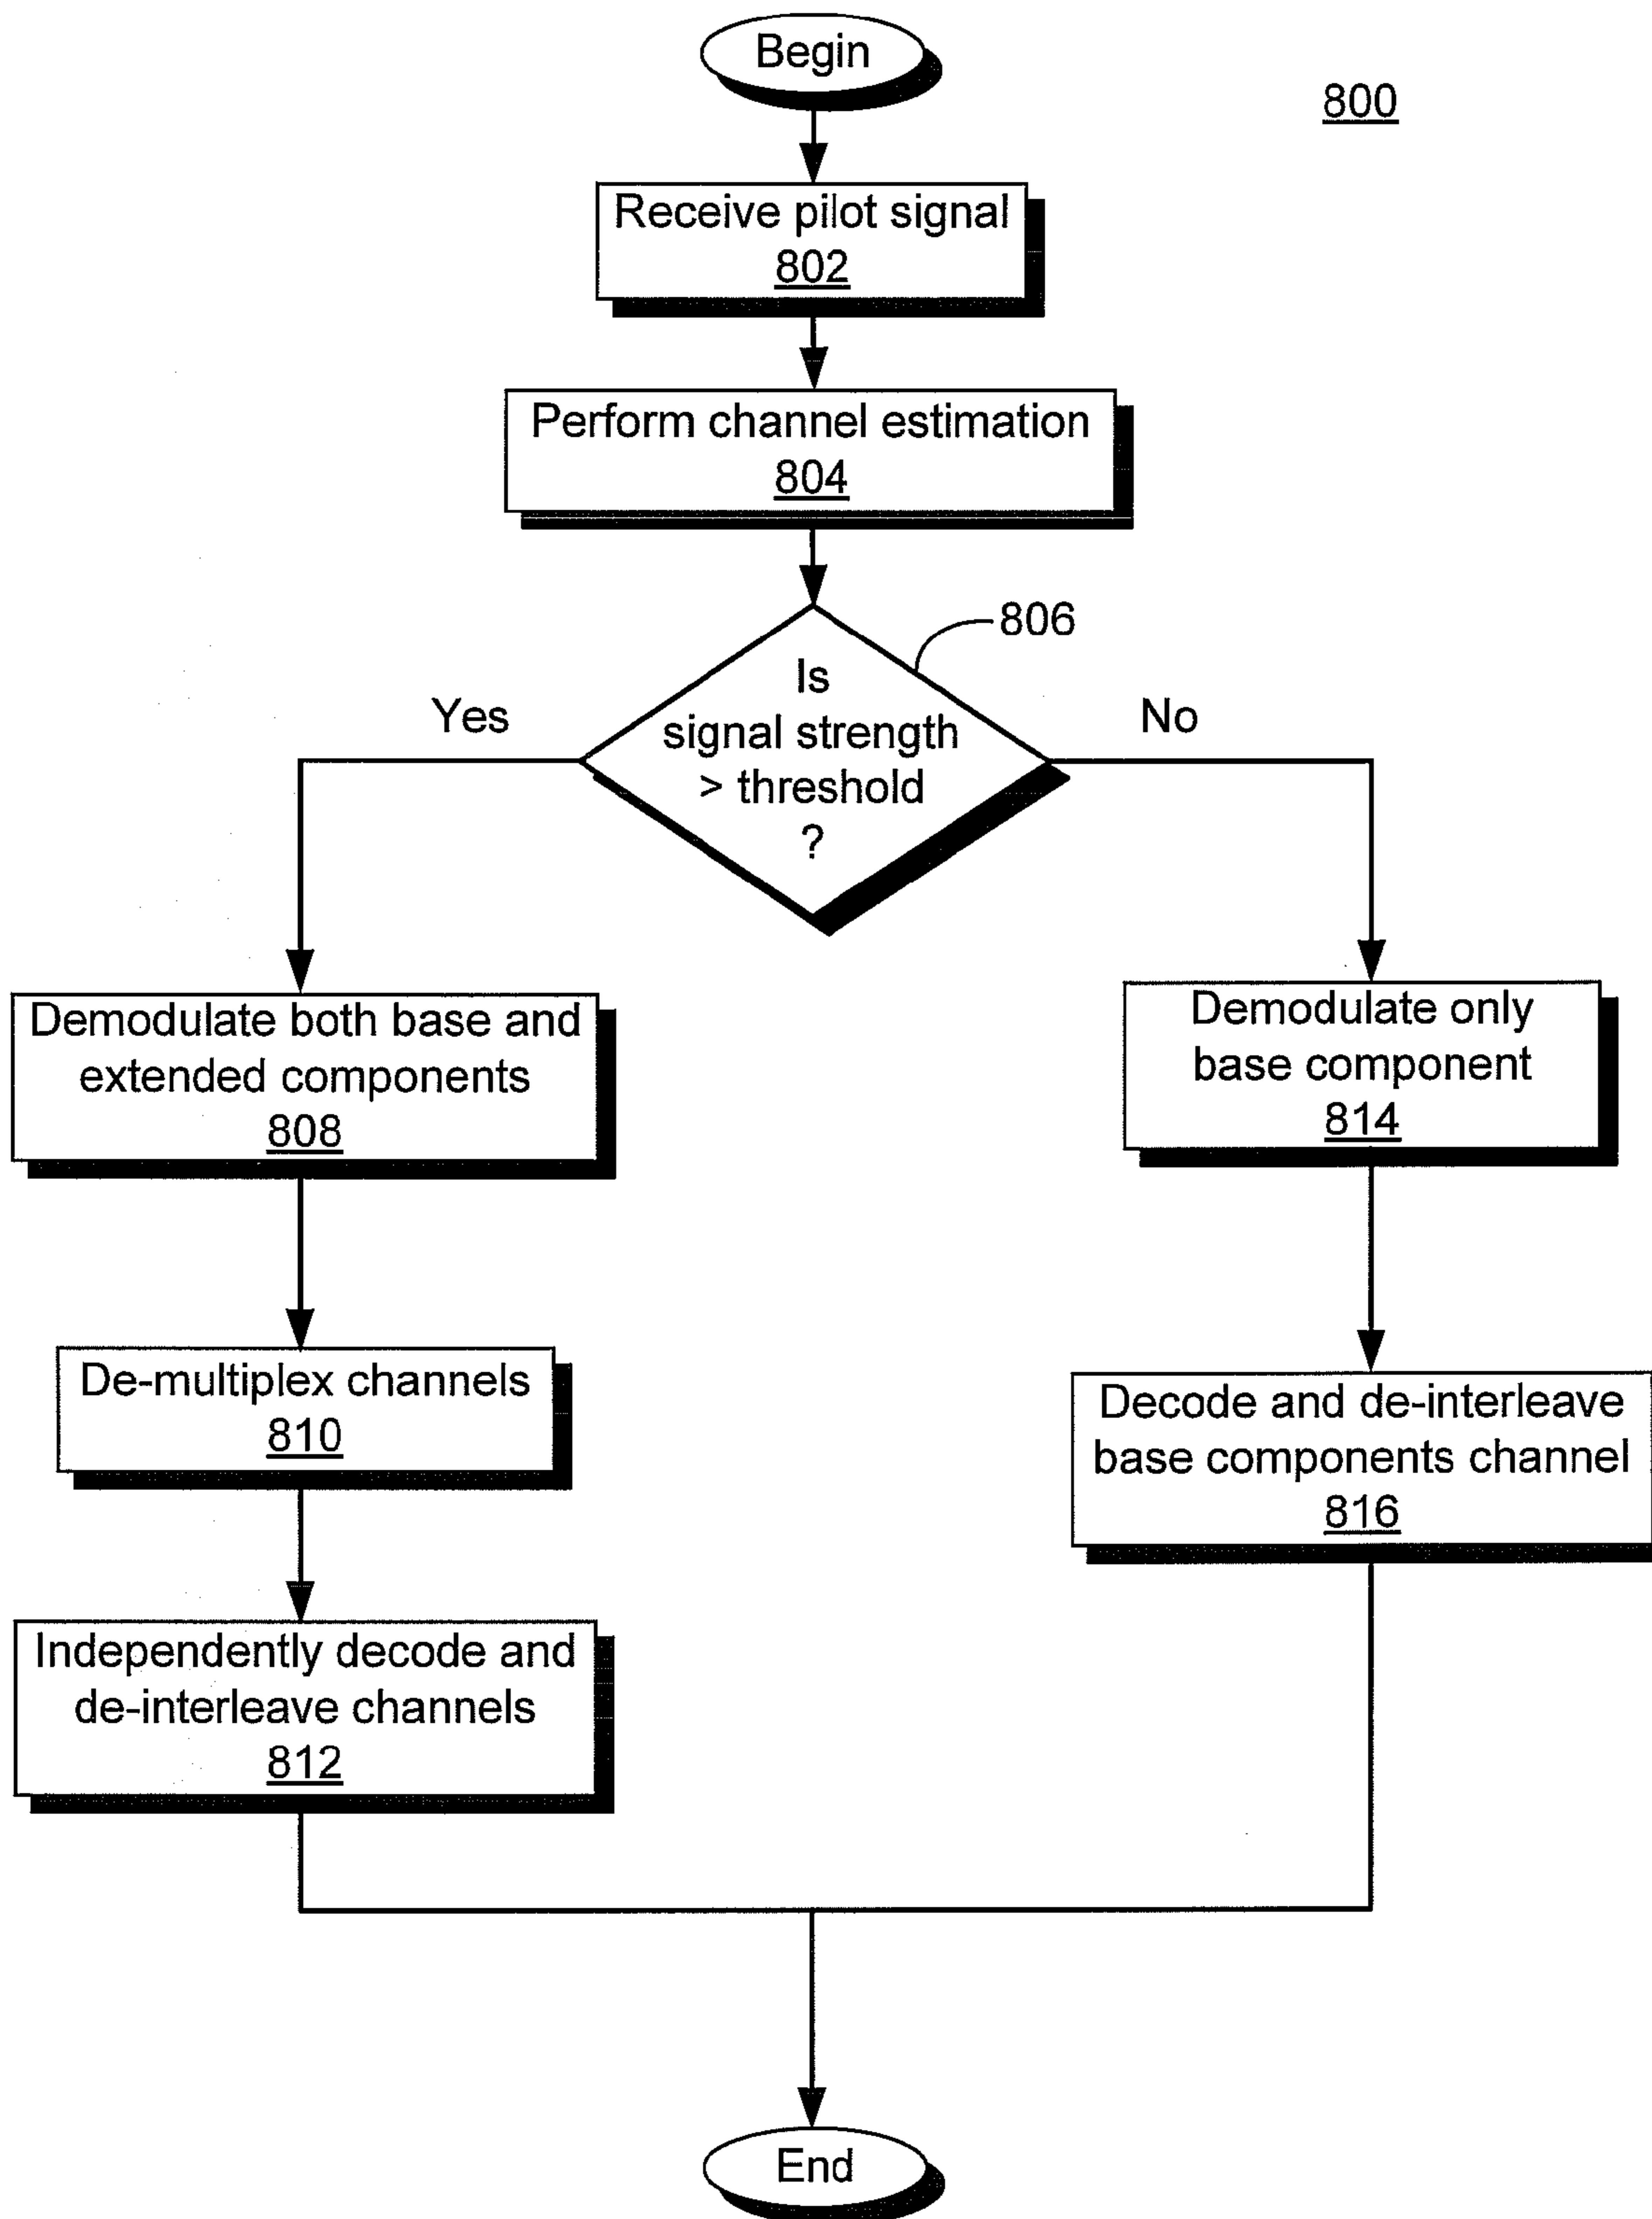 Begin
800
Receive pilot signal
802
Perform channel estimation
804
806
Is
signal strength
> threshold
?
Yes
No
Demodulate both base and
extended components
808
Demodulate only
base component
814
De-multiplex channels
810
Decode and de-interleave
base components channel
816
Independently decode and
de-interleave channels
812
End